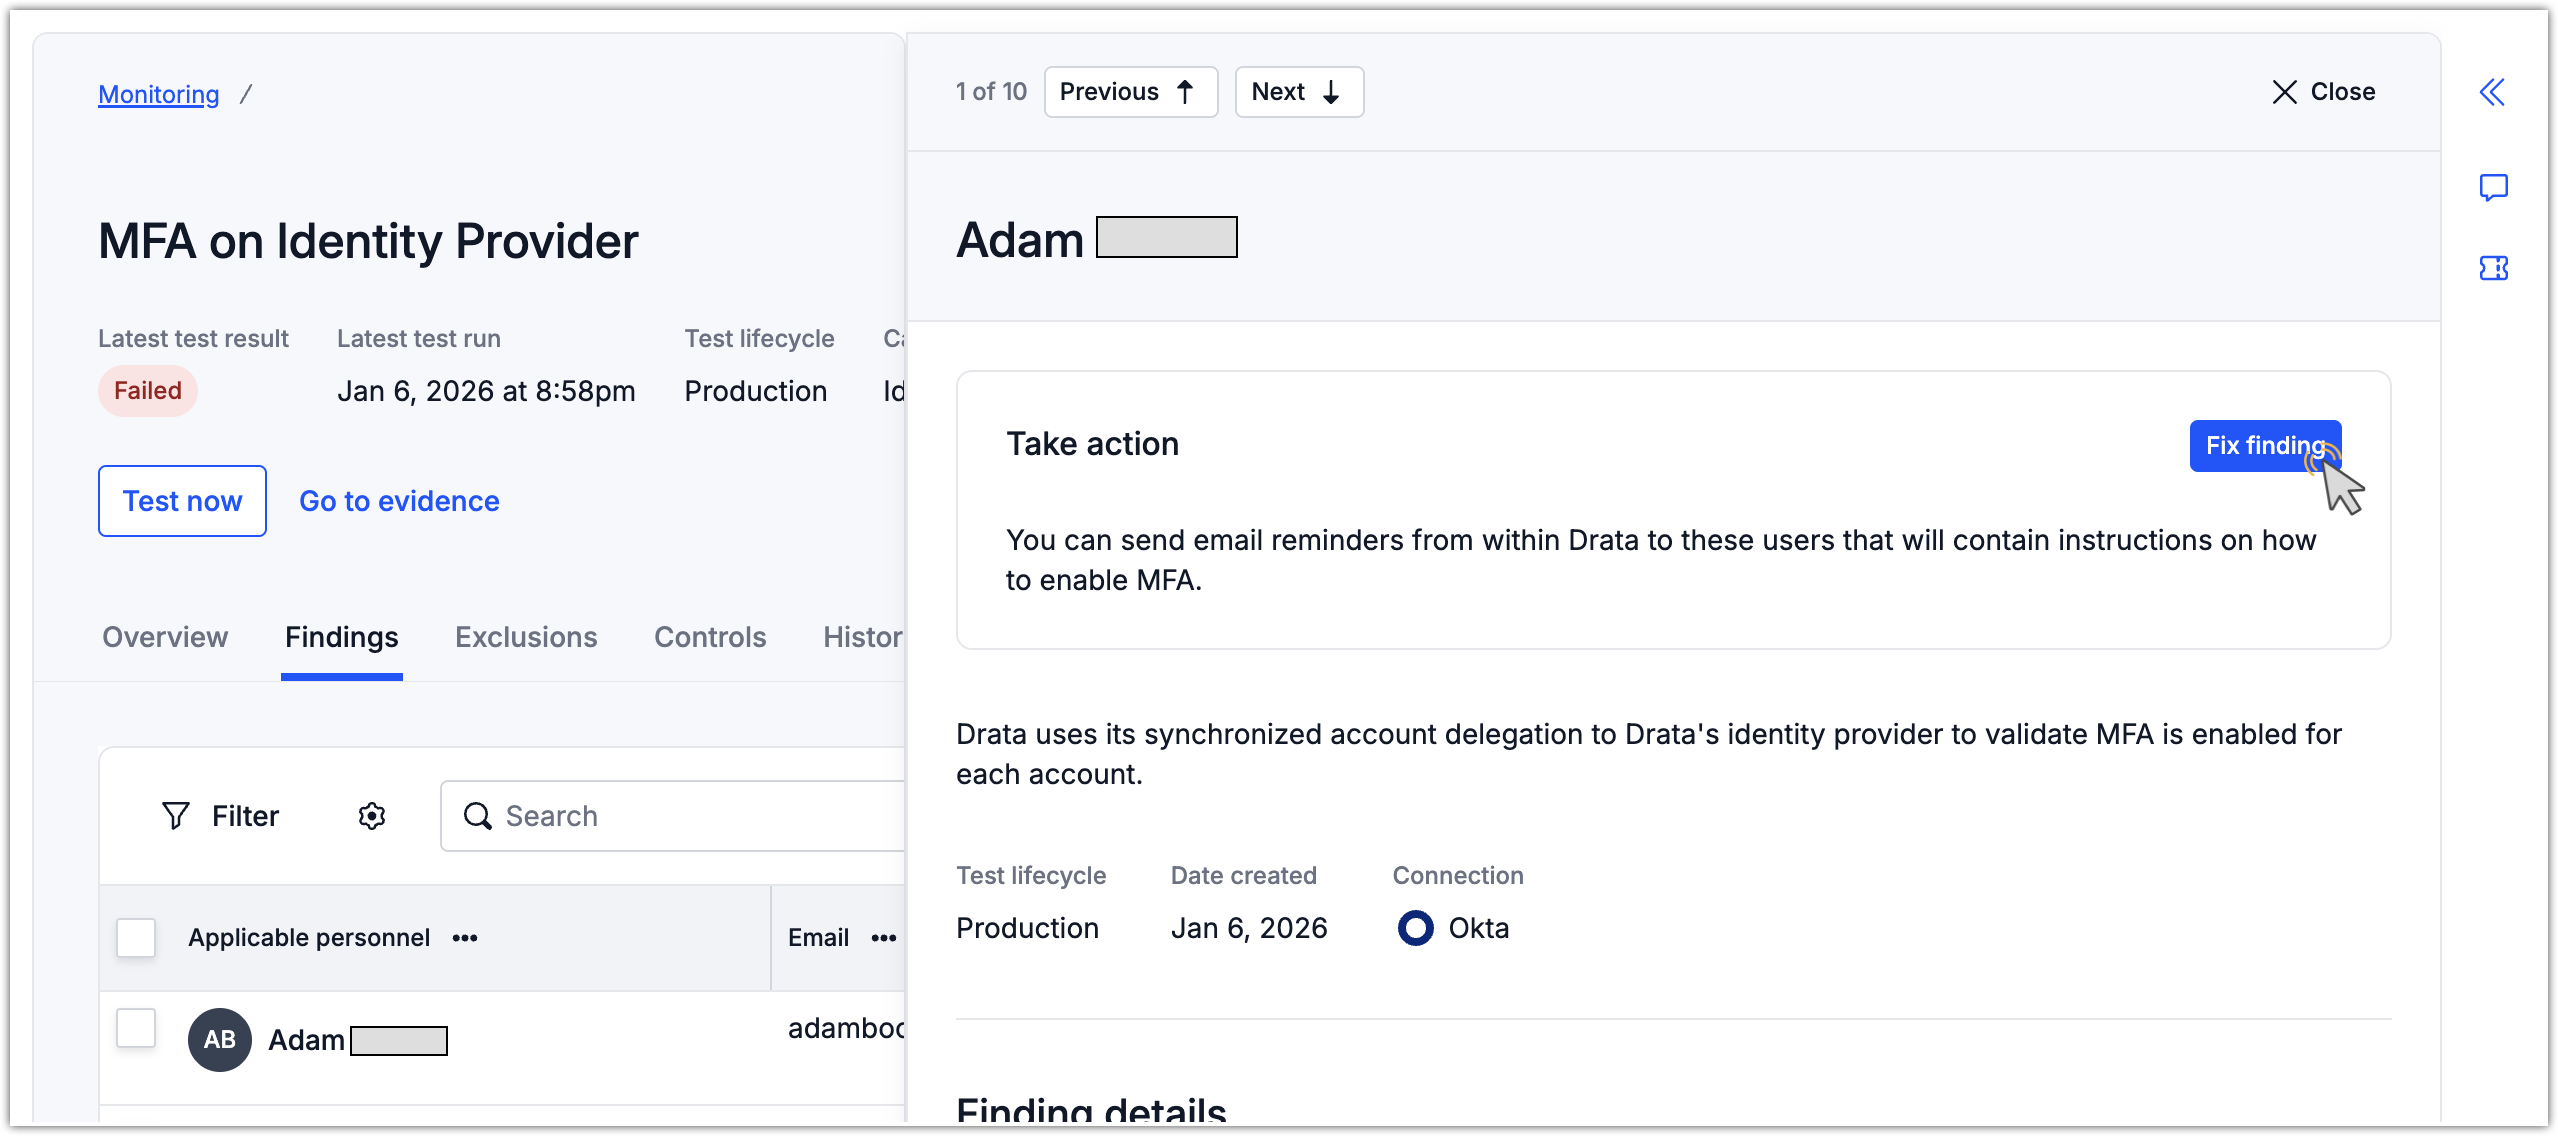 Monitoring /
MFA on Identity Provider
Latest test result
Latest test run
Test lifecycle
Failed
Jan 6, 2026 at 8:58pm
Production
Test now
Go to evidence
Overview
Findings
Exclusions
Controls
Filter
Search
Applicable personnel •••
Email •••
AB
Adam
1 of 10
Previous
Next
Close
Adam
Take action
Fix finding
You can send email reminders from within Drata to these users that will contain instructions on how
to enable MFA.
Drata uses its synchronized account delegation to Drata's identity provider to validate MFA is enabled for
each account.
Test lifecycle
Date created
Connection
Production
Jan 6, 2026
Okta
Finding details